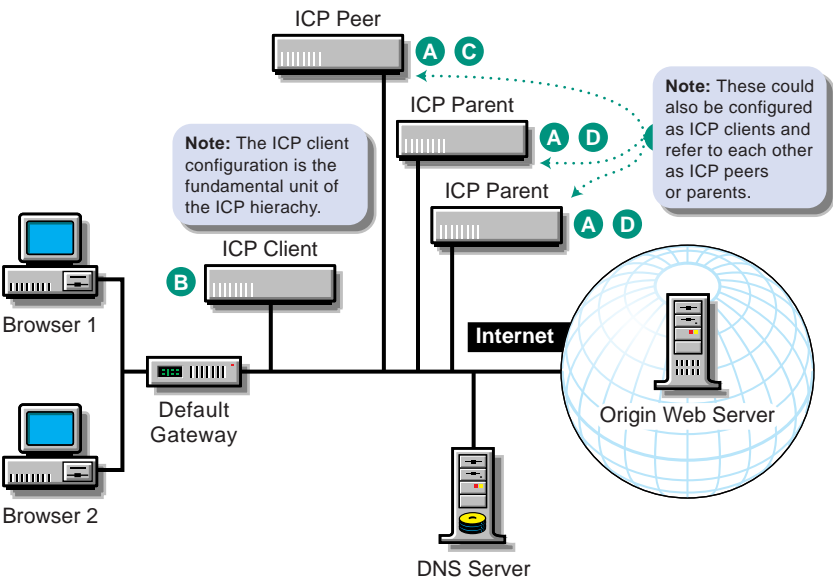 ICP Peer
A C
Note: These could
also be configured
as ICP clients and
refer to each other
as ICP peers
or parents.
ICP Parent
A D
Note: The ICP client
configuration is the
fundamental unit of
the ICP hierachy.
ICP Parent
A D
ICP Client
B
Browser 1
Internet
Default
Gateway
Origin Web Server
Browser 2
DNS Server